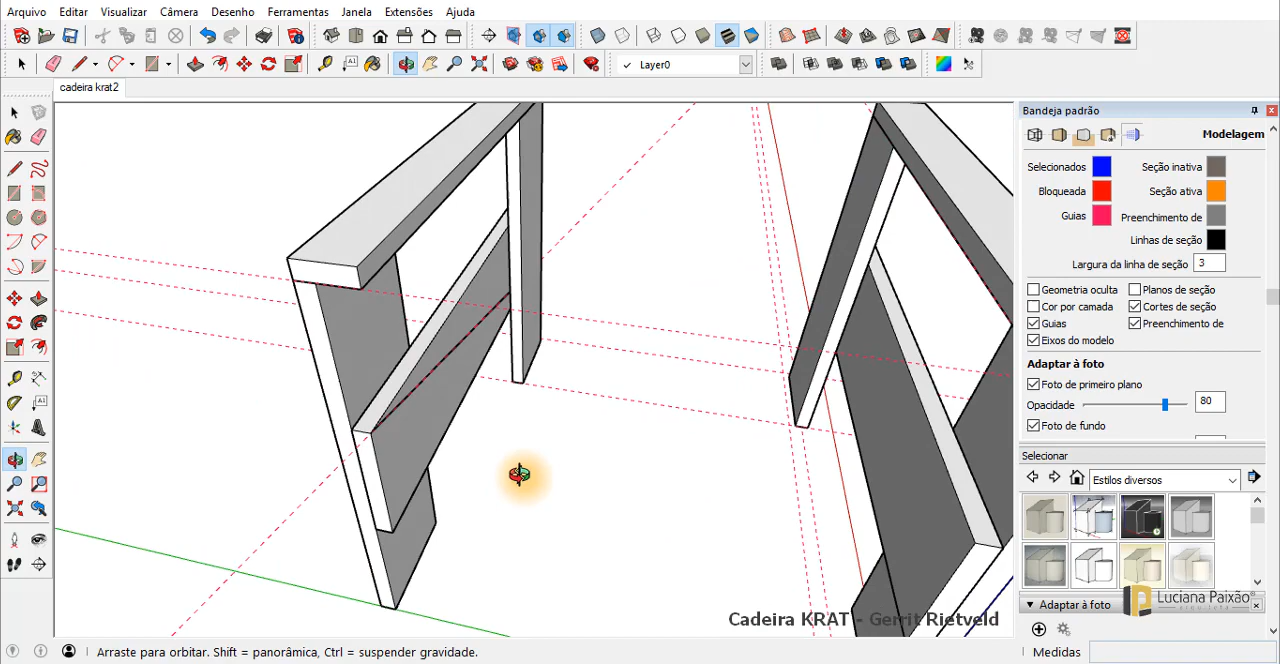 Arquivo Editar Visualizar Câmera Desenho Ferramentas Janela Extensões Ajuda
Layer0
cadeira krat2
Bandeja padrão
Modelagem
Selecionados Seção inativa
Bloqueada Seção ativa
Guias Preenchimento de
Linhas de seção
Largura da linha de seção 3
Geometria oculta Planos de seção
Cor por camada Cortes de seção
Guias Preenchimento de
Eixos do modelo
Adaptar à foto
Foto de primeiro plano
Opacidade 80
Foto de fundo
Selecionar
Estilos diversos
Luciana Paixão®
arquiteta
Adaptar à foto
Cadeira KRAT - Gerrit Rietveld
Arraste para orbitar. Shift = panorâmica, Ctrl = suspender gravidade.
Medidas